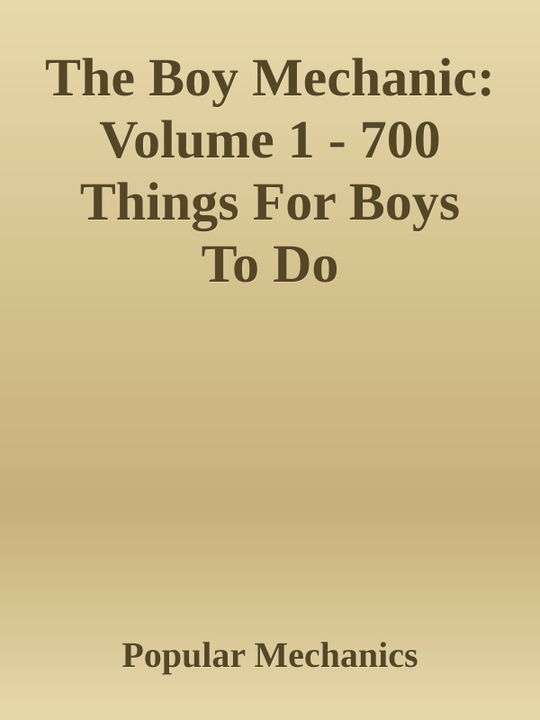 The Boy Mechanic:
Volume 1 - 700
Things For Boys
To Do
Popular Mechanics